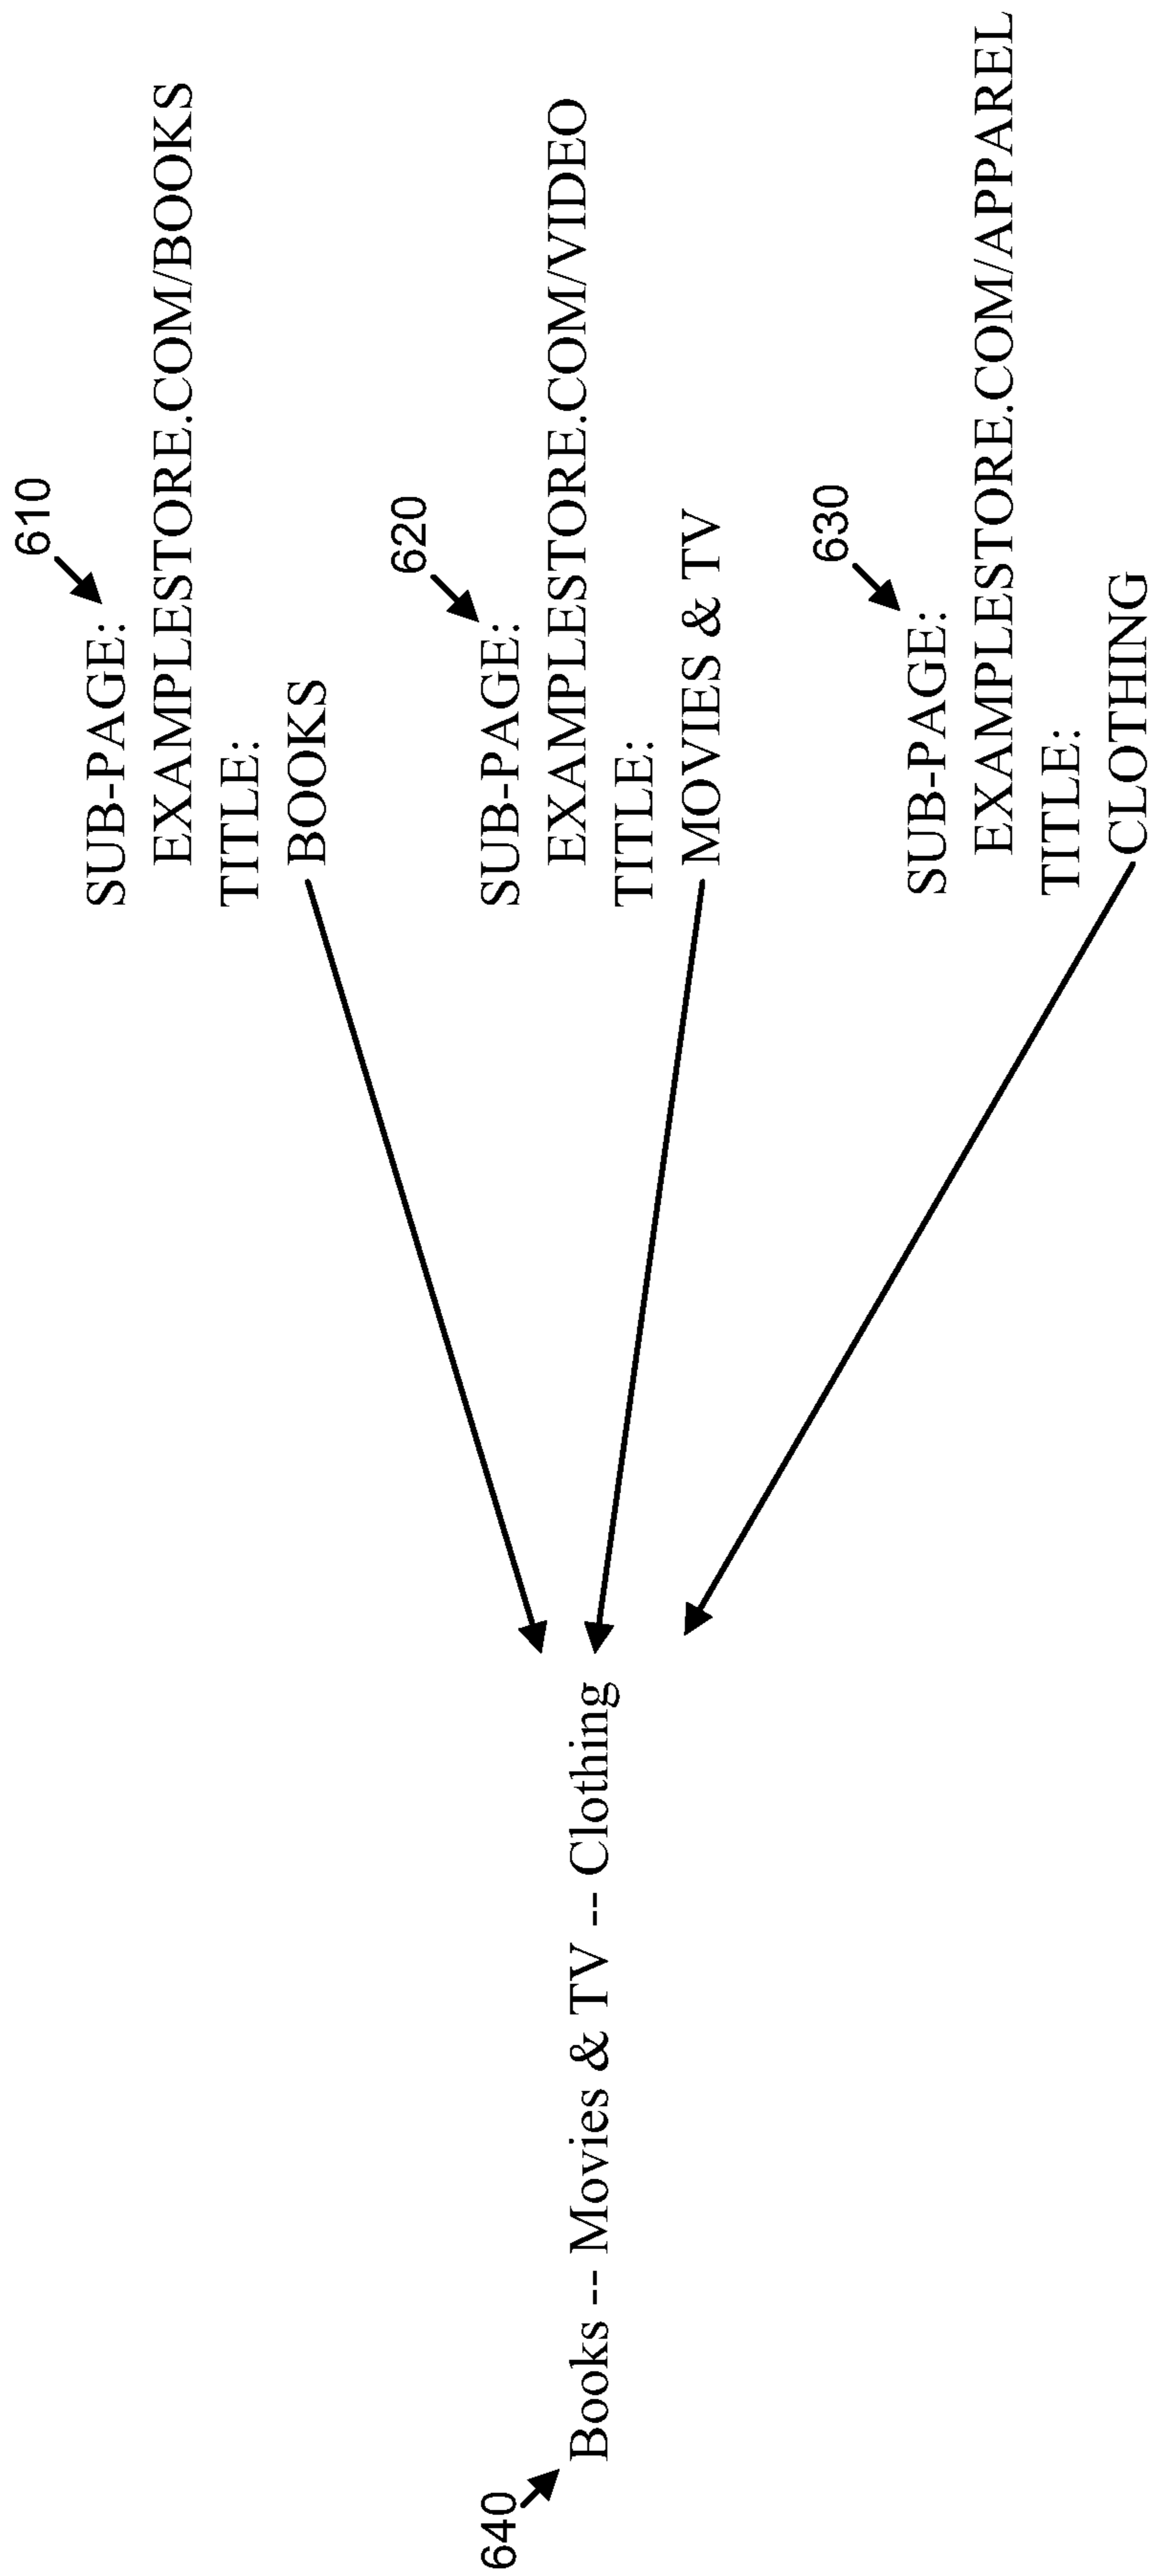 610
SUB-PAGE:
EXAMPLESTORE.COM/BOOKS
TITLE:
BOOKS
620
SUB-PAGE:
EXAMPLESTORE.COM/VIDEO
TITLE:
MOVIES & TV
630
SUB-PAGE:
EXAMPLESTORE.COM/APPAREL
TITLE:
CLOTHING
640
Books -- Movies & TV -- Clothing